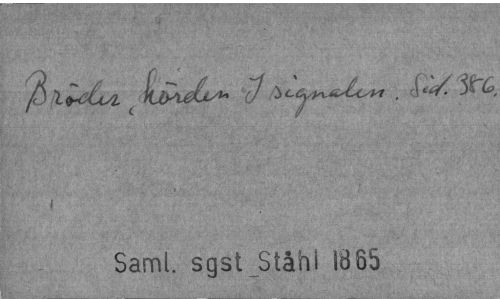 Bröder, hörden I signalen. Sid. 386.
Saml. sgst Ståhl 1865